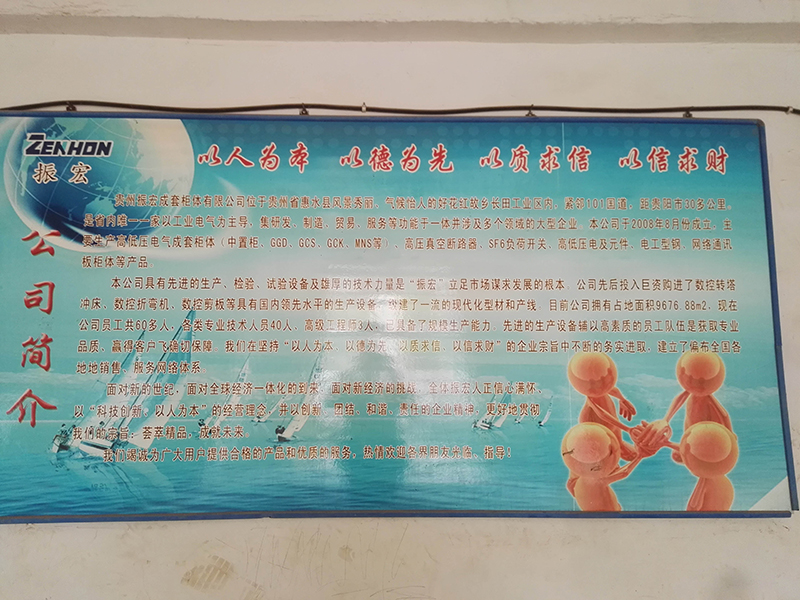 ZENHON
振宏
以人为本 以德为先 以质求信 以信求财
公司简介
贵州振宏成套柜体有限公司位于贵州省惠水县风景秀丽、气候怡人的好花红软乡长田工业区内，紧邻101国道，距贵阳市30多公里。
是省内唯一一家以工业电气为主导，集研发、制造、贸易、服务等功能于一体并涉及多个领域的大型企业。本公司于2008年8月份成立，主
要生产高低压电气成套柜体（中置柜、GGD、GCS、GCK、MNS等）、高压真空断路器、SF6负荷开关、高低压电及元件、电工型钢、网络通讯
板柜体等产品
本公司具有先进的生产、检验、试验设备及雄厚的技术力量是“振宏”立足市场谋求发展的根本，公司先后投入巨资购进了数控转塔
冲床、数控折弯机、数控剪板等具有国内领先水平的生产设备，构建了一流的现代化型材和产线。目前公司拥有占地面积9676.88m2，现在
公司员工共60多人，各类专业技术人员40人，高级工程师3人，已具备了规模生产能力。先进的生产设备辅以高素质的员工队伍是获取专业
品质，赢得客户飞确切保障。我们在坚持“以人为本，以德为先，以质求信，以信求财”的企业宗旨中不断的务实进取，建立了遍布全国各
地地销售、服务网络体系
面对新的世纪，面对全球经济一体化的到来，面对新经济的挑战，全体振宏人正信心满怀，
以“科技创新，以人为本”的经营理念，并以创新、团结、和谐、责任的企业精神，更好地贯彻
我们的宗旨：荟萃精品，成就未来。
我们竭诚为广大用户提供合格的产品和优质的服务，热情欢迎各界朋友光临、指导！